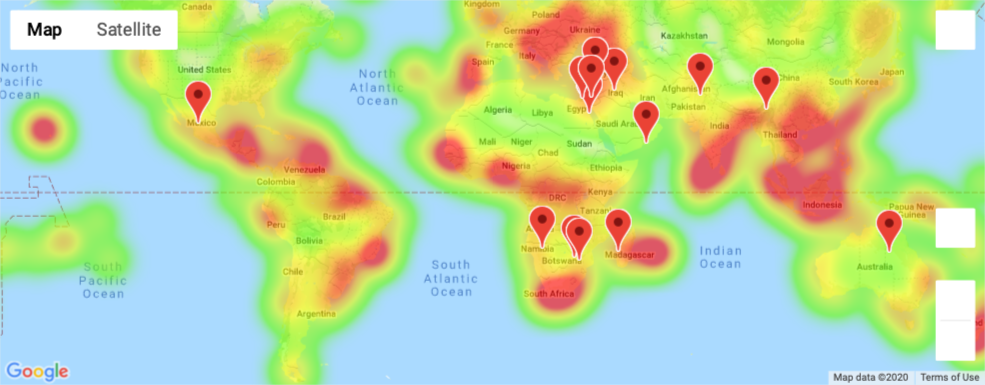 Map
Satellite
Canada
United States
North
Pacific
Ocean
Mexico
Venezuela
Colombia
Peru
Brazil
Bolivia
Chile
Argentina
South
Pacific
Ocean
North
Atlantic
Ocean
South
Atlantic
Ocean
Kingdom
Poland
Germany
Ukraine
France
Italy
Spain
Kazakhstan
Mongolia
Japan
China
South Korea
Iraq
Iran
Afghanistan
Pakistan
Algeria
Libya
Egypt
Saudi Arabia
Mali
Niger
Chad
Sudan
India
Thailand
Nigeria
Ethiopia
DRC
Kenya
Tanzania
Indonesia
Papua New
Guinea
Namibia
Botswana
Madagascar
South Africa
Indian
Ocean
Australia
Google
Map data ©2020
Terms of Use